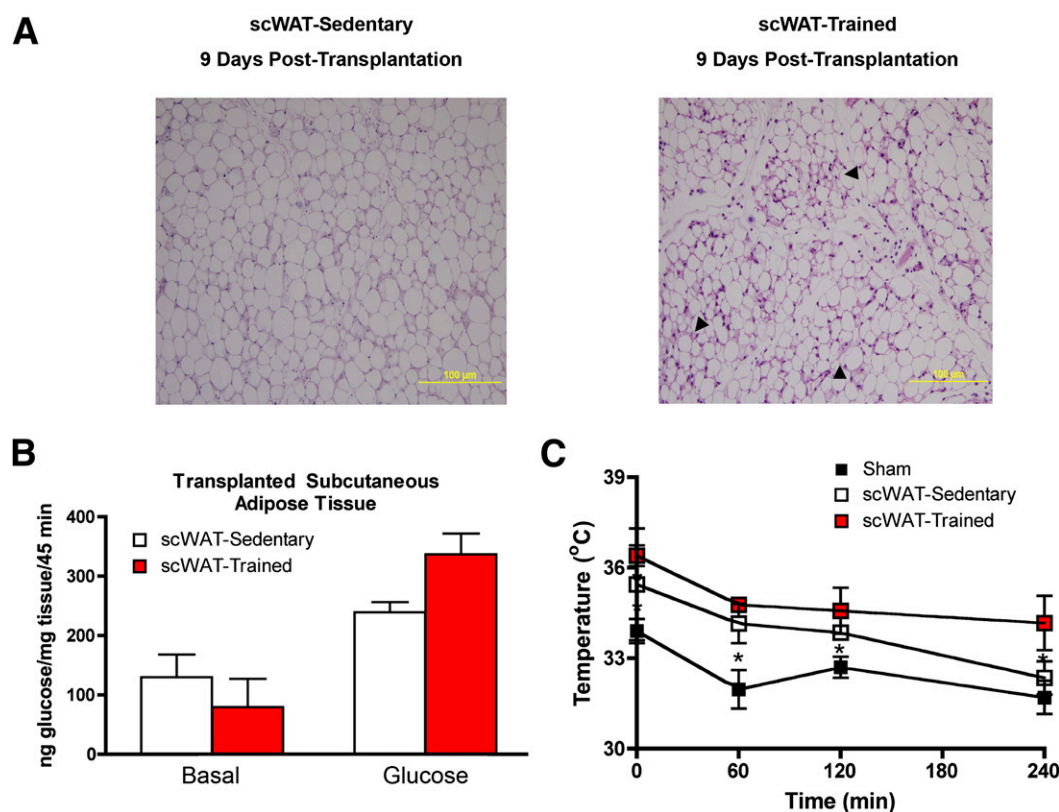 A
scWAT-Sedentary
9 Days Post-Transplantation
100 µm
scWAT-Trained
9 Days Post-Transplantation
100 µm
B
Transplanted Subcutaneous
Adipose Tissue
scWAT-Sedentary
scWAT-Trained
ng glucose/mg tissue/45 min
400
300
200
100
0
Basal
Glucose
C
Sham
scWAT-Sedentary
scWAT-Trained
Temperature (°C)
39
36
33
30
*
*
*
*
0
60
120
180
240
Time (min)